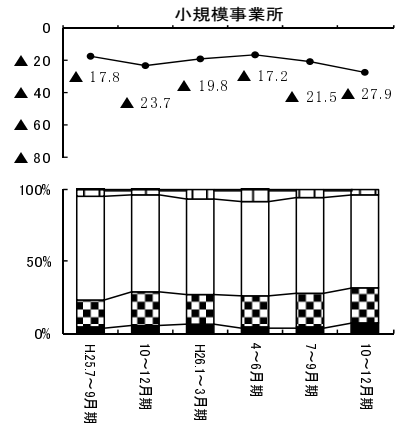 小規模事業所
0
▲ 20
▲ 40
▲ 60
▲ 80
▲ 17.8
▲ 23.7
▲ 19.8
▲ 17.2
▲ 21.5
▲ 27.9
100%
50%
0%
H.25.7～9月期
10～12月期
H26.1～3月期
4～6月期
7～9月期
10～12月期